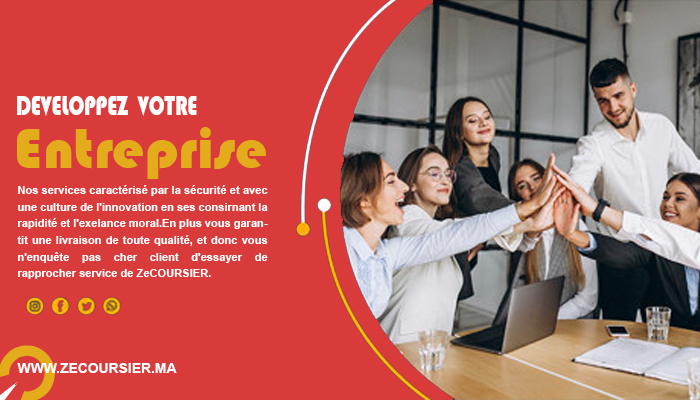 DEVELOPPEZ VOTRE
Entreprise
Nos services caractérisé par la sécurité et avec
une culture de l'innovation en ses consirnant la
rapidité et l'exelance moral.En plus vous garan-
tit une livraison de toute qualité, et donc vous
n'enquête pas cher client d'essayer de
rapprocher service de ZeCOURSIER.
WWW.ZECOURSIER.MA